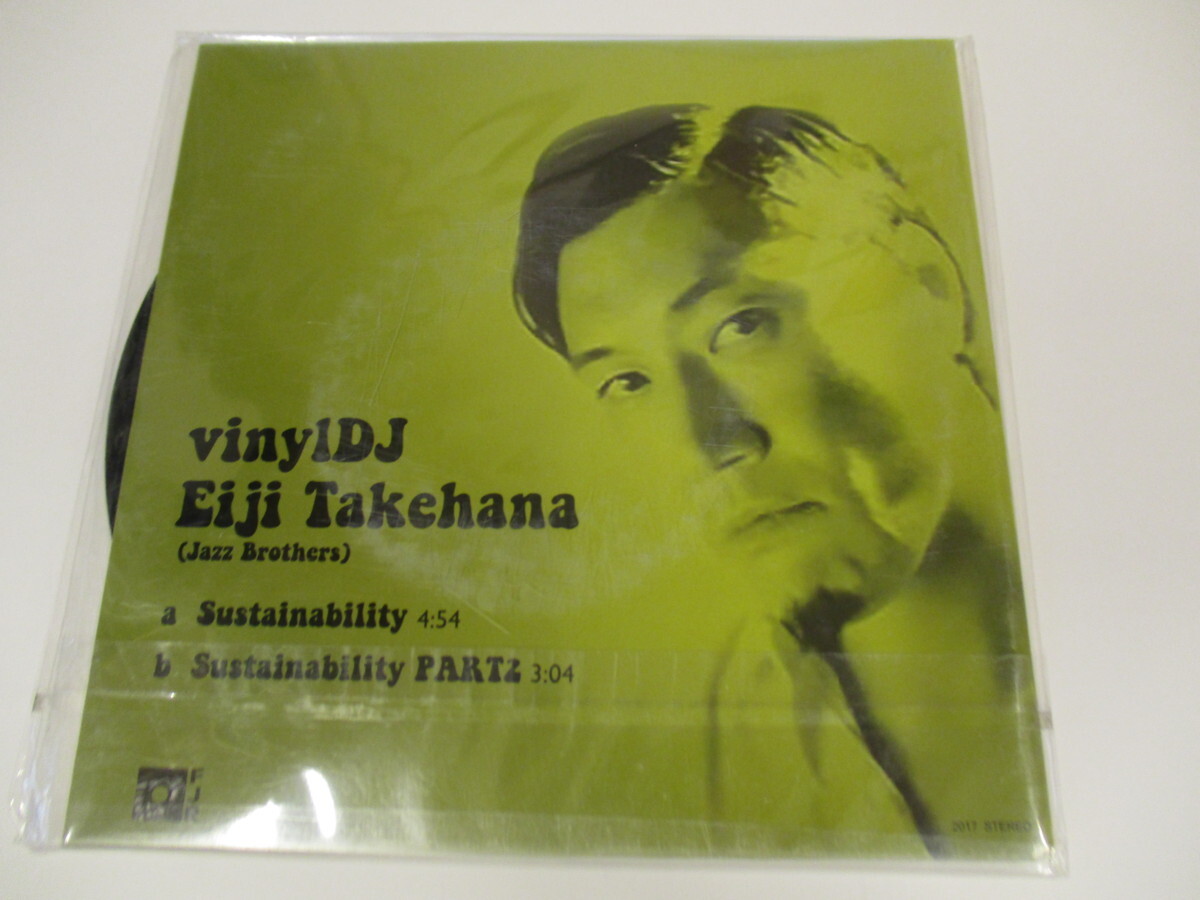 vinylDJ
Eiji Takehana
(Jazz Brothers)
a Sustainability 4:54
b Sustainability PART2 3:04
2017 STEREO